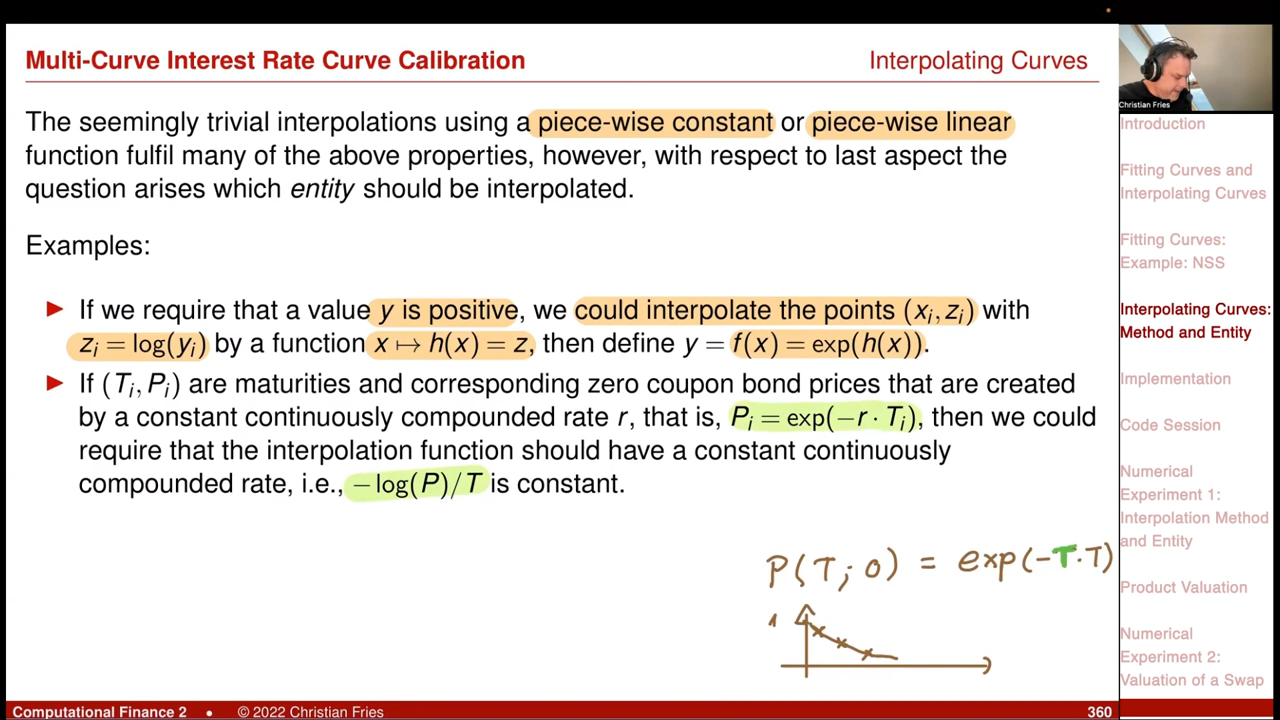 Multi-Curve Interest Rate Curve Calibration
Interpolating Curves
The seemingly trivial interpolations using a piece-wise constant or piece-wise linear
function fulfil many of the above properties, however, with respect to last aspect the
question arises which entity should be interpolated.
Examples:
► If we require that a value y is positive, we could interpolate the points (xᵢ, zᵢ) with
zᵢ = log(yᵢ) by a function x ↦ h(x) = z, then define y = f(x) = exp(h(x)).
► If (Tᵢ, Pᵢ) are maturities and corresponding zero coupon bond prices that are created
by a constant continuously compounded rate r, that is, Pᵢ = exp(−r · Tᵢ), then we could
require that the interpolation function should have a constant continuously
compounded rate, i.e., − log(P)/T is constant.
P(T; 0) = exp(-r·T)
1
Christian Fries
Introduction
Fitting Curves and
Interpolating Curves
Fitting Curves:
Example: NSS
Interpolating Curves:
Method and Entity
Implementation
Code Session
Numerical
Experiment 1:
Interpolation Method
and Entity
Product Valuation
Numerical
Experiment 2:
Valuation of a Swap
Computational Finance 2 • © 2022 Christian Fries
360